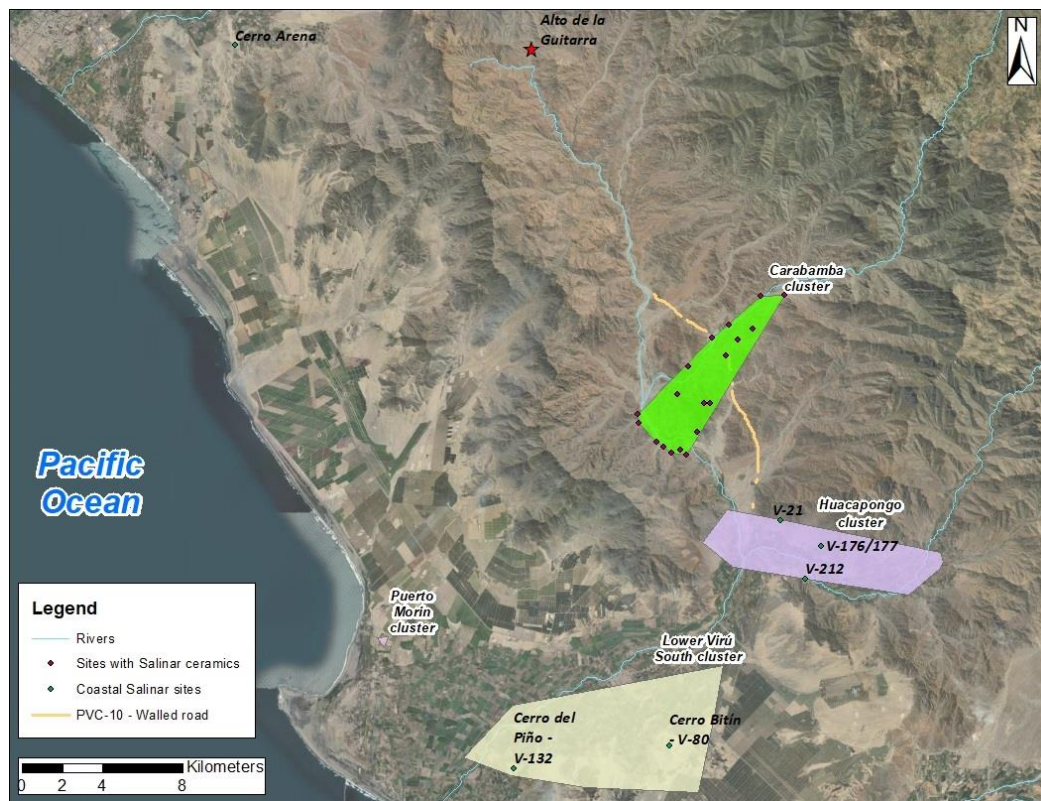 Alto de la
Guitarra
Cerro Arena
N
Carabamba
cluster
Pacific
Ocean
Huacapongo
cluster
V-21
V-176/177
V-212
Puerto
Morin
cluster
Lower Virú
South cluster
Cerro del
Piño -
V-132
Cerro Bitín
- V-80
Legend
Rivers
Sites with Salinar ceramics
Coastal Salinar sites
PVC-10 - Walled road
Kilometers
0 2 4 8